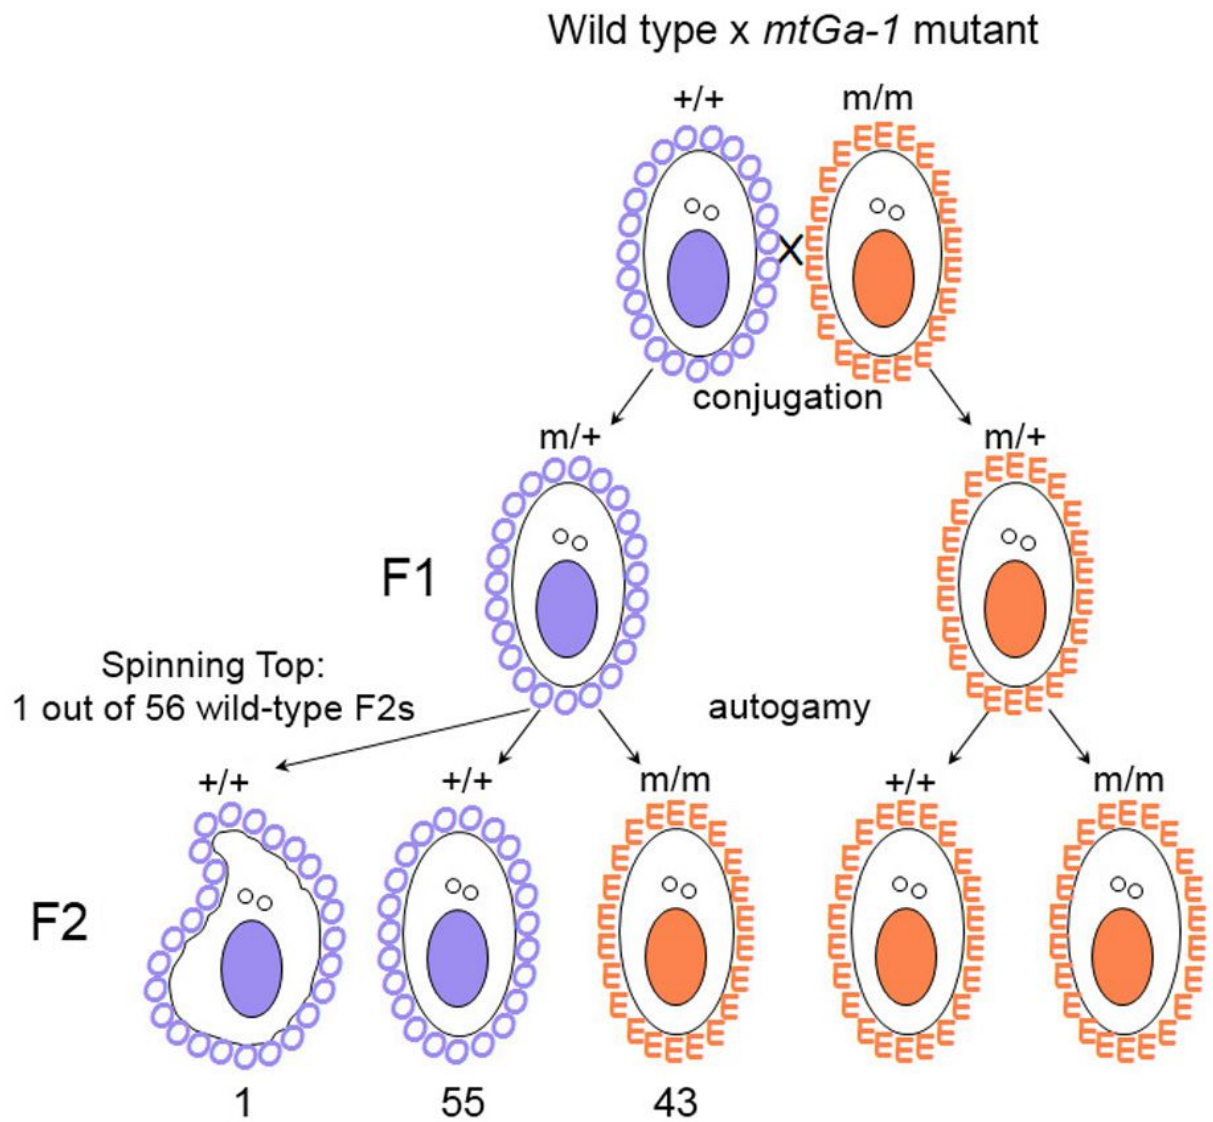 Wild type x mtGa-1 mutant
+/+ m/m
X
conjugation
m/+ m/+
F1
Spinning Top:
1 out of 56 wild-type F2s
autogamy
+/+ +/+ m/m +/+ m/m
F2
1 55 43